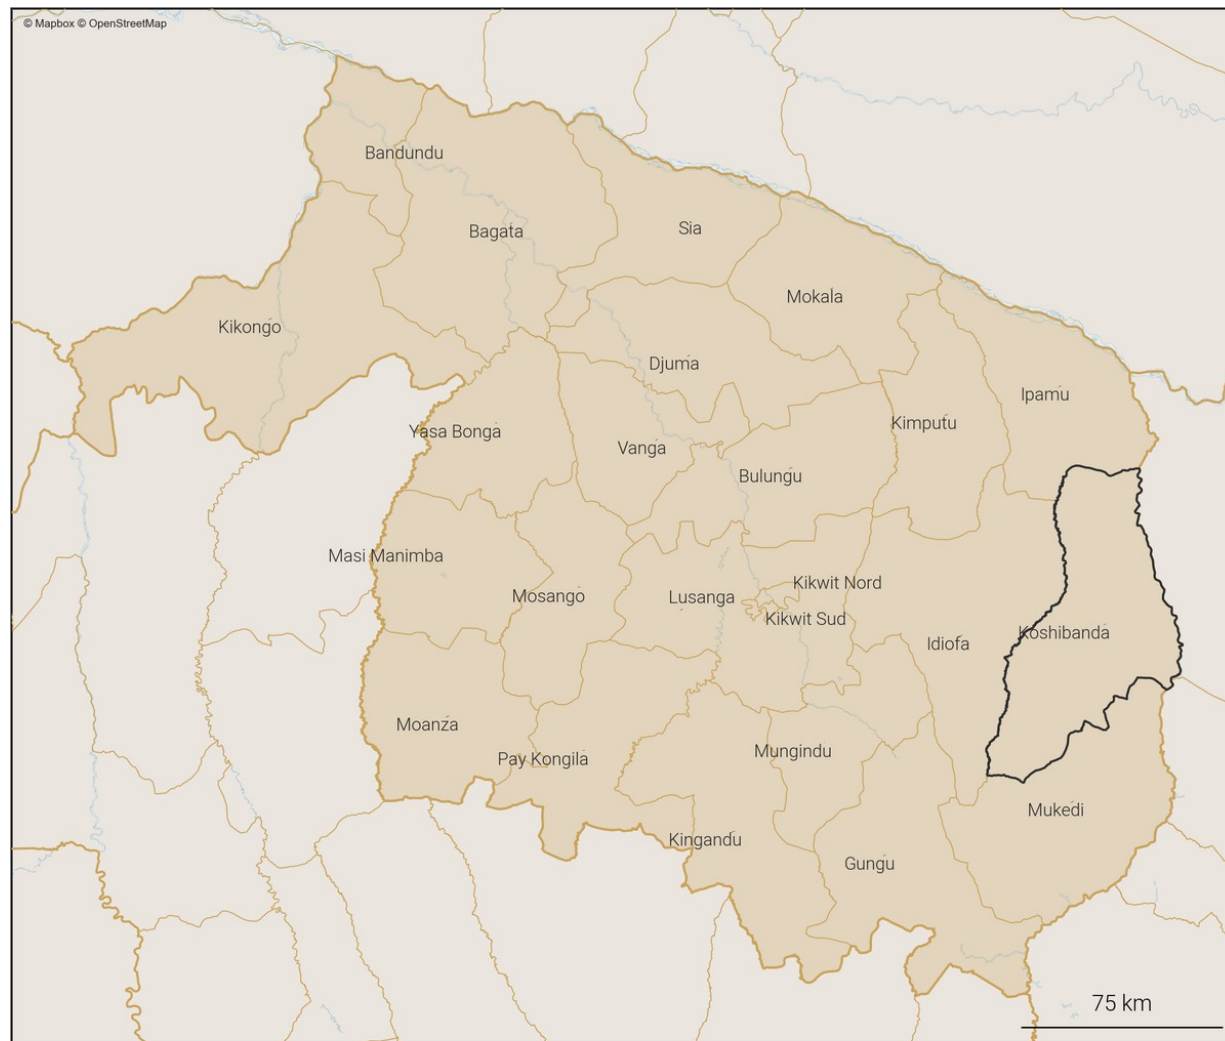 © Mapbox © OpenStreetMap
Bandundu
Bagata
Sia
Mokala
Kikongo
Djuma
Ipamu
Kimputu
Yasa Bonga
Vanga
Bulungu
Masi Manimba
Kikwit Nord
Mosango
Lusanga
Kikwit Sud
Koshibanda
Idiofa
Moanza
Mungindu
Pay Kongila
Mukedi
Kingandu
Gungu
75 km